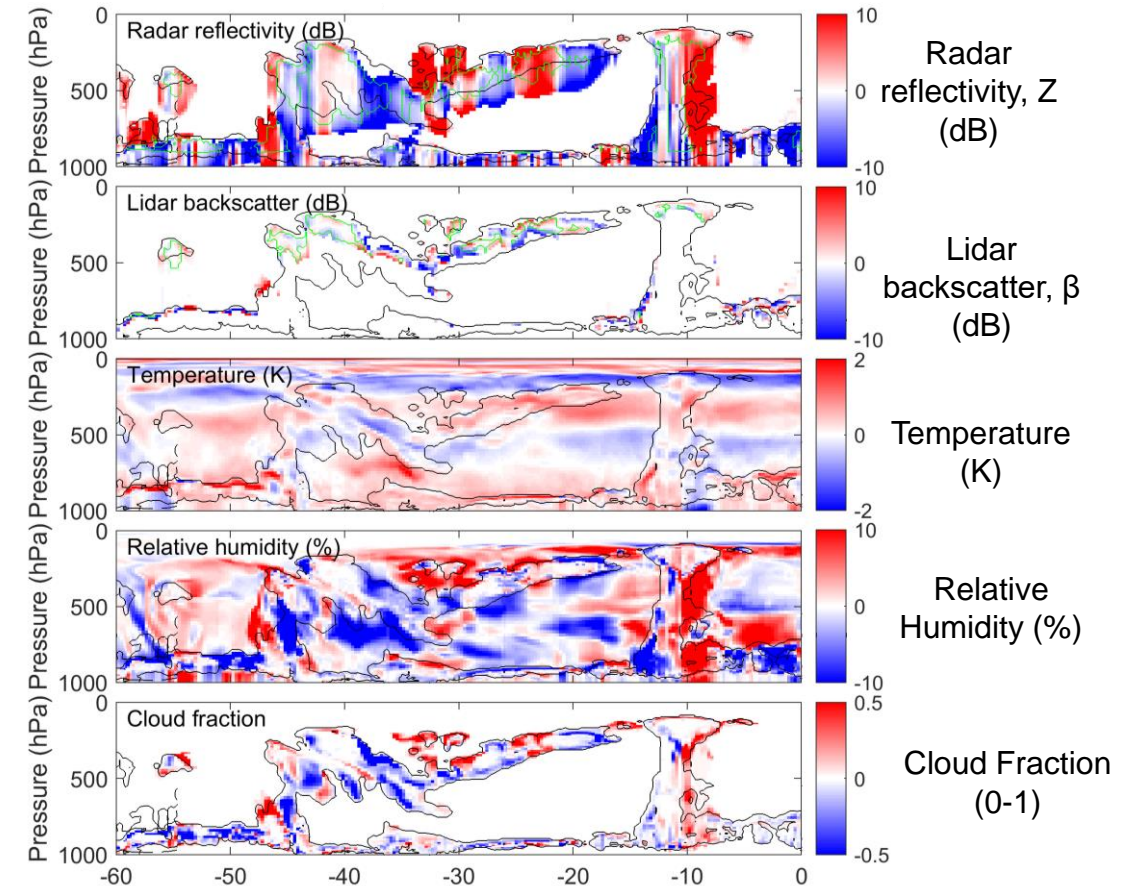 Pressure (hPa)
0
500
1000
Radar reflectivity (dB)
10
0
-10
Radar
reflectivity, Z
(dB)
Pressure (hPa)
0
500
1000
Lidar backscatter (dB)
10
0
-10
Lidar
backscatter, β
(dB)
Pressure (hPa)
0
500
1000
Temperature (K)
2
0
-2
Temperature
(K)
Pressure (hPa)
0
500
1000
Relative humidity (%)
10
0
-10
Relative
Humidity (%)
Pressure (hPa)
0
500
1000
Cloud fraction
0.5
0
-0.5
Cloud Fraction
(0-1)
-60 -50 -40 -30 -20 -10 0